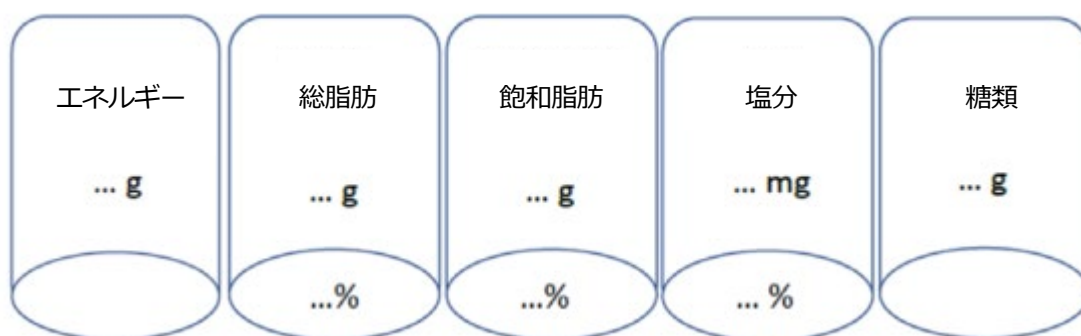 エネルギー 総脂肪 飽和脂肪 塩分 糖類
... g ... g ... g ... mg ... g
...% ...% ... %